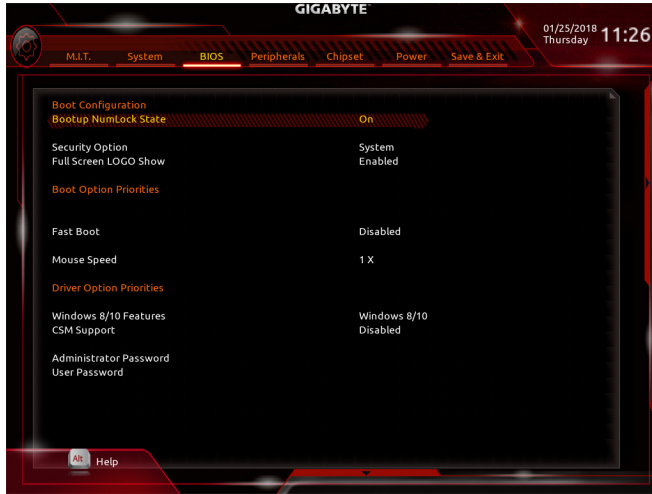 GIGABYTE™
01/25/2018 11:26
Thursday
M.I.T. System BIOS Peripherals Chipset Power Save & Exit
Boot Configuration
Bootup NumLock State On
Security Option System
Full Screen LOGO Show Enabled
Boot Option Priorities
Fast Boot Disabled
Mouse Speed 1 X
Driver Option Priorities
Windows 8/10 Features Windows 8/10
CSM Support Disabled
Administrator Password
User Password
Alt Help